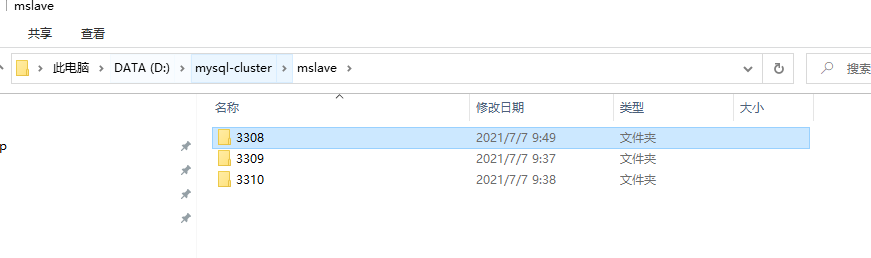 mslave
共享 查看
此电脑 DATA (D:) mysql-cluster mslave 搜索
名称 修改日期 类型 大小
3308 2021/7/7 9:49 文件夹
p 3309 2021/7/7 9:37 文件夹
3310 2021/7/7 9:38 文件夹